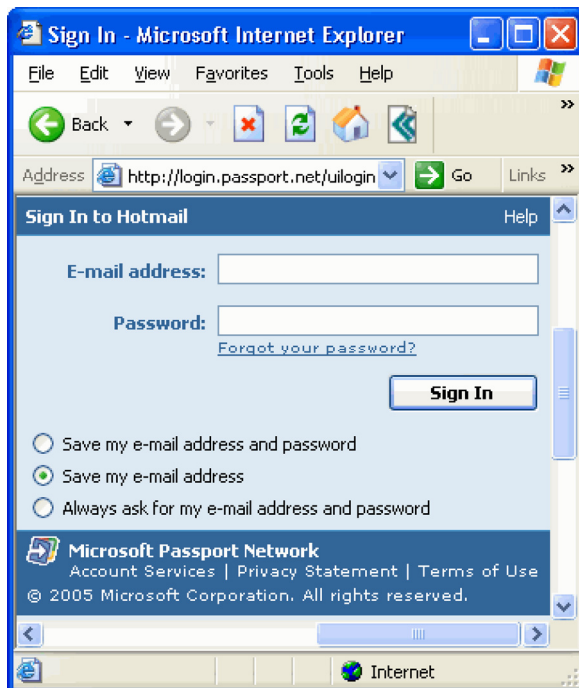 Sign In - Microsoft Internet Explorer
File Edit View Favorites Tools Help
Back »
Address http://login.passport.net/uilogin Go Links »
Sign In to Hotmail Help
E-mail address:
Password:
Forgot your password?
Sign In
Save my e-mail address and password
Save my e-mail address
Always ask for my e-mail address and password
Microsoft Passport Network
Account Services | Privacy Statement | Terms of Use
© 2005 Microsoft Corporation. All rights reserved.
Internet